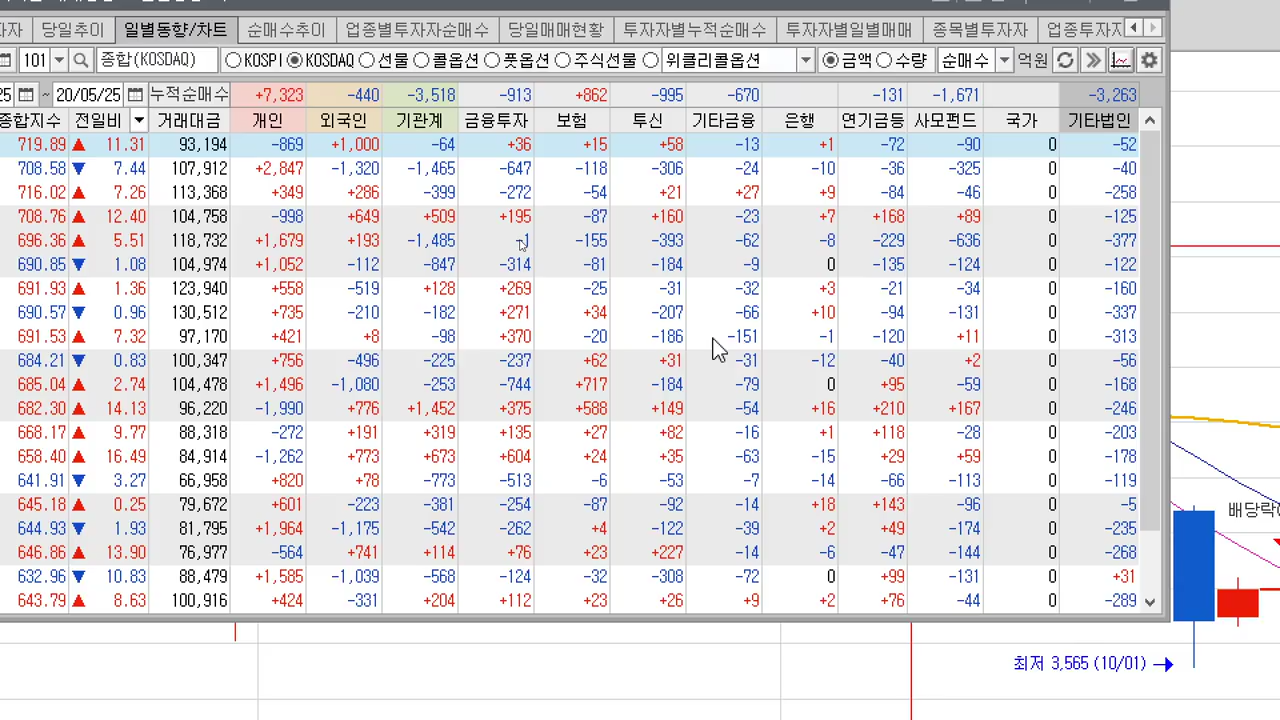 자자 당일추이 일별동향/차트 순매수추이 업종별투자자순매수 당일매매현황 투자자별누적순매수 투자자별일별매매 종목별투자자 업종투자자
101 종합(KOSDAQ) KOSPI KOSDAQ 선물 콜옵션 풋옵션 주식선물 위클리콜옵션 금액 수량 순매수 억원
25 ~ 20/05/25 누적순매수 +7,323 -440 -3,518 -913 +862 -995 -670 -131 -1,671 -3,263
종합지수 전일비 거래대금 개인 외국인 기관계 금융투자 보험 투신 기타금융 은행 연기금등 사모펀드 국가 기타법인
719.89 ▲ 11.31 93,194 -869 +1,000 -64 +36 +15 +58 -13 +1 -72 -90 0 -52
708.58 ▼ 7.44 107,912 +2,847 -1,320 -1,465 -647 -118 -306 -24 -10 -36 -325 0 -40
716.02 ▲ 7.26 113,368 +349 +286 -399 -272 -54 +21 +27 +9 -84 -46 0 -258
708.76 ▲ 12.40 104,758 -998 +649 +509 +195 -87 +160 -23 +7 +168 +89 0 -125
696.36 ▲ 5.51 118,732 +1,679 +193 -1,485 -1 -155 -393 -62 -8 -229 -636 0 -377
690.85 ▼ 1.08 104,974 +1,052 -112 -847 -314 -81 -184 -9 0 -135 -124 0 -122
691.93 ▲ 1.36 123,940 +558 -519 +128 +269 -25 -31 -32 +3 -21 -34 0 -160
690.57 ▼ 0.96 130,512 +735 -210 -182 +271 +34 -207 -66 +10 -94 -131 0 -337
691.53 ▲ 7.32 97,170 +421 +8 -98 +370 -20 -186 -151 -1 -120 +11 0 -313
684.21 ▼ 0.83 100,347 +756 -496 -225 -237 +62 +31 -31 -12 -40 +2 0 -56
685.04 ▲ 2.74 104,478 +1,496 -1,080 -253 -744 +717 -184 -79 0 +95 -59 0 -168
682.30 ▲ 14.13 96,220 -1,990 +776 +1,452 +375 +588 +149 -54 +16 +210 +167 0 -246
668.17 ▲ 9.77 88,318 -272 +191 +319 +135 +27 +82 -16 +1 +118 -28 0 -203
658.40 ▲ 16.49 84,914 -1,262 +773 +673 +604 +24 +35 -63 -15 +29 +59 0 -178
641.91 ▼ 3.27 66,958 +820 +78 -773 -513 -6 -53 -7 -14 -66 -113 0 -119
645.18 ▲ 0.25 79,672 +601 -223 -381 -254 -87 -92 -14 +18 +143 -96 0 -5
644.93 ▼ 1.93 81,795 +1,964 -1,175 -542 -262 +4 -122 -39 +2 +49 -174 0 -235
646.86 ▲ 13.90 76,977 -564 +741 +114 +76 +23 +227 -14 -6 -47 -144 0 -268
632.96 ▼ 10.83 88,479 +1,585 -1,039 -568 -124 -32 -308 -72 0 +99 -131 0 +31
643.79 ▲ 8.63 100,916 +424 -331 +204 +112 +23 +26 +9 +2 +76 -44 0 -289
배당락(
최저 3,565 (10/01) →